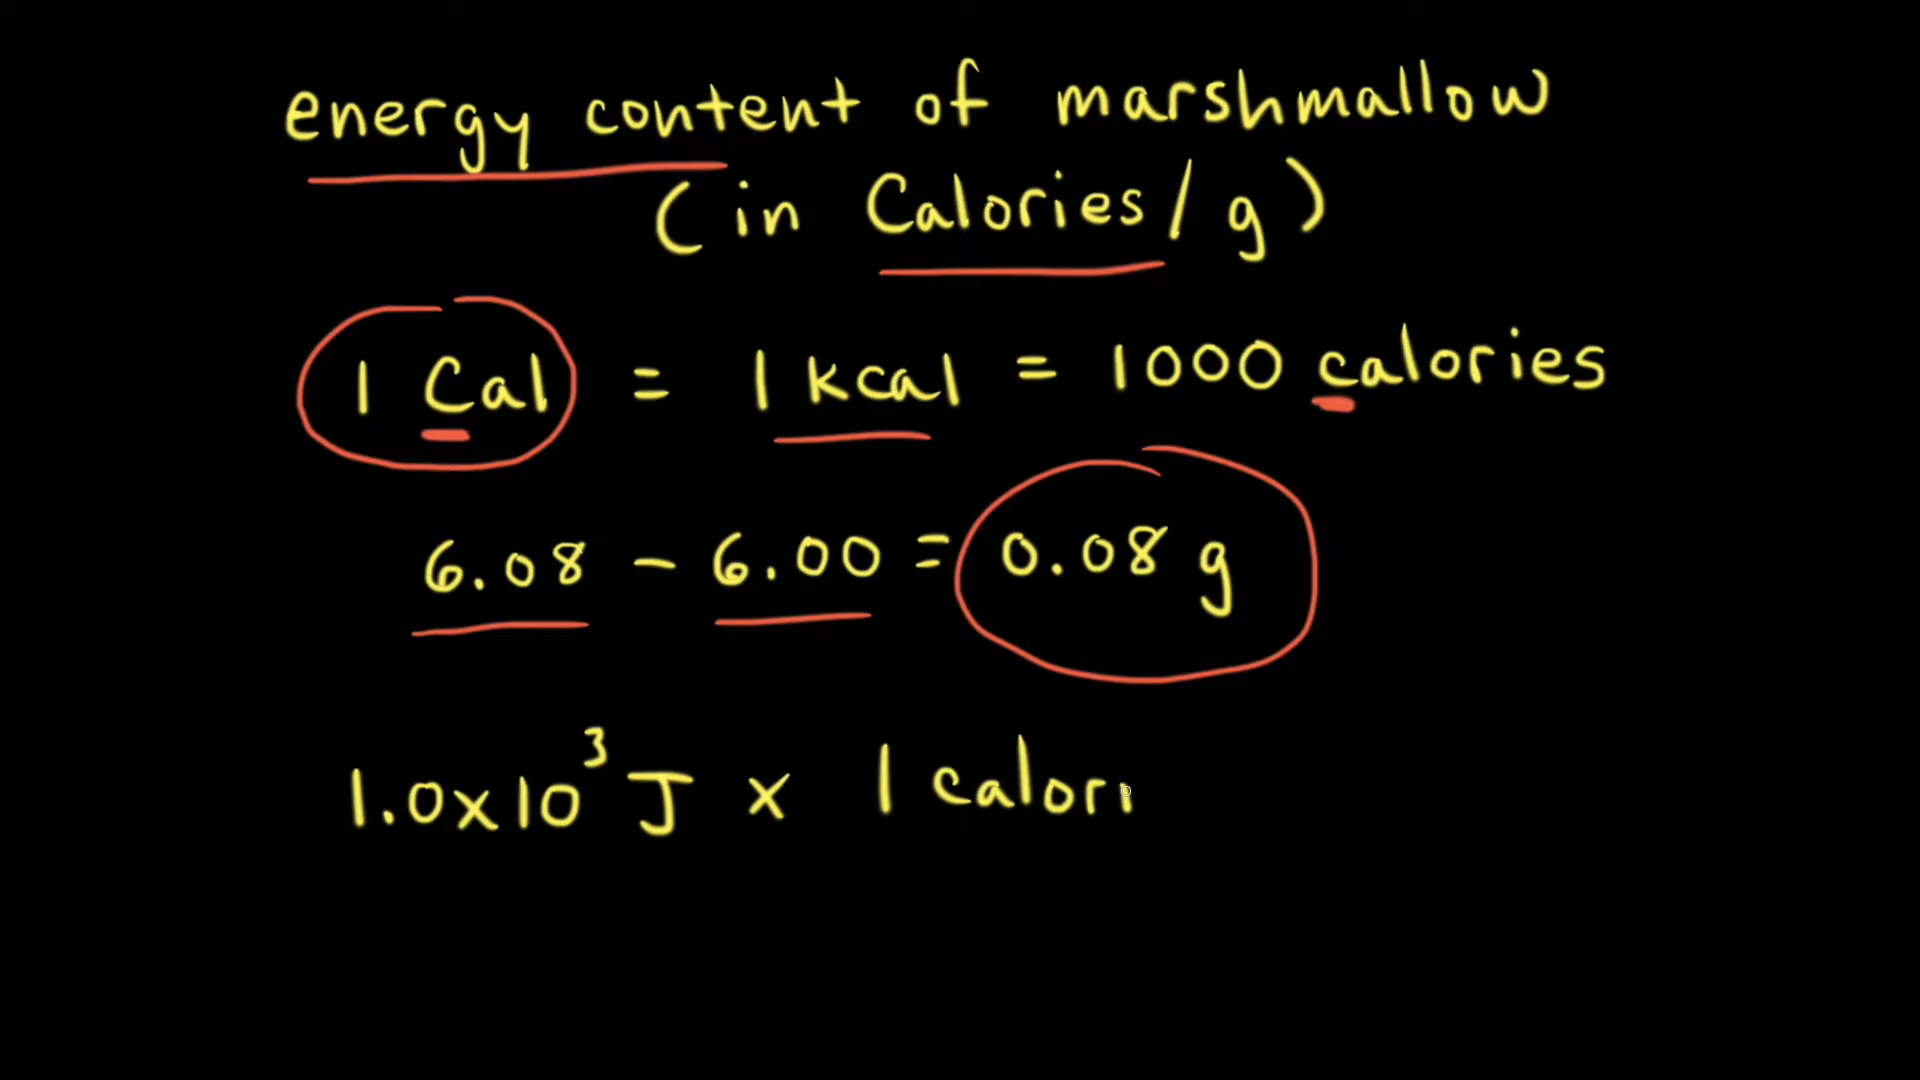 energy content of marshmallow
(in Calories/g)
1 Cal = 1 kcal = 1000 calories
6.08 - 6.00 = 0.08 g
1.0x10³ J x 1 calori